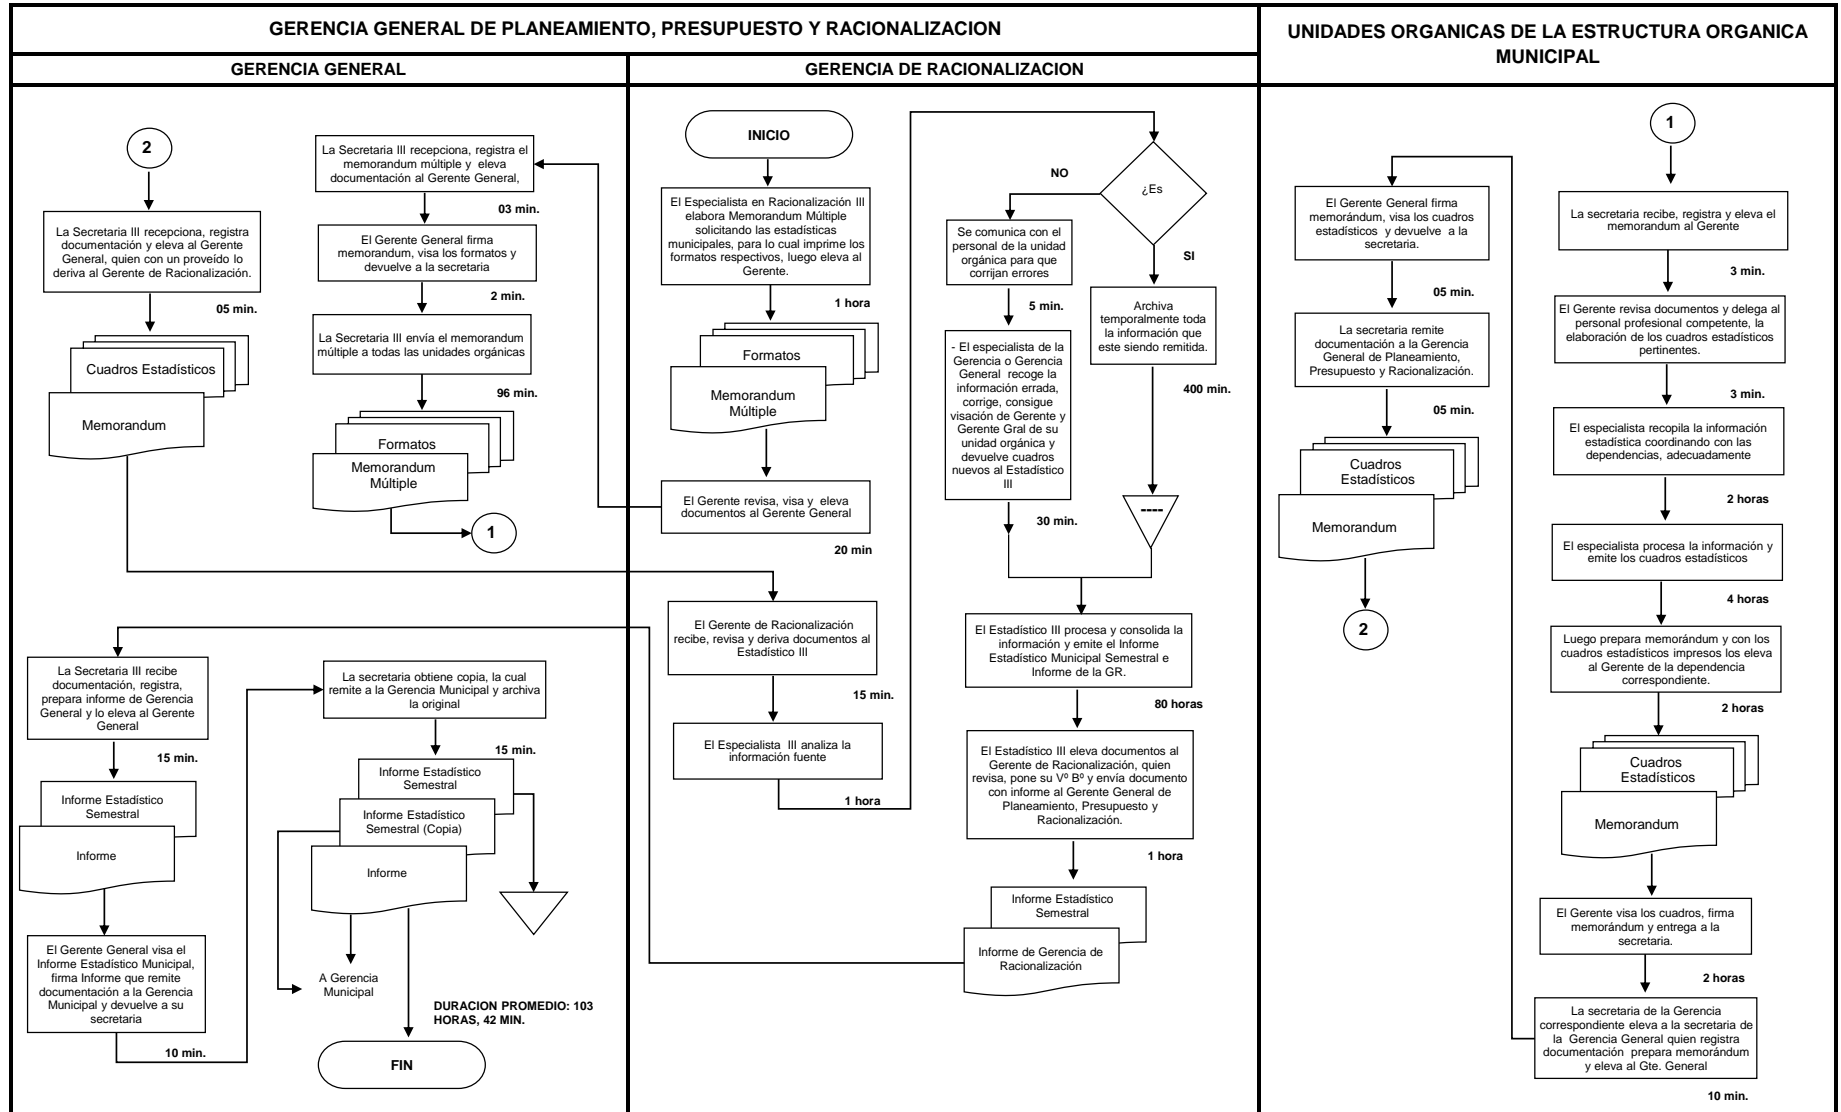 GERENCIA GENERAL DE PLANEAMIENTO, PRESUPUESTO Y RACIONALIZACION
UNIDADES ORGANICAS DE LA ESTRUCTURA ORGANICA
MUNICIPAL
GERENCIA GENERAL
GERENCIA DE RACIONALIZACION
2
La Secretaria III recepciona, registra
documentación y eleva al Gerente
General, quien con un proveído lo
deriva al Gerente de Racionalización.
05 min.
Cuadros Estadísticos
Memorandum
La Secretaria III recepciona, registra el
memorandum múltiple y eleva
documentación al Gerente General,
03 min.
El Gerente General firma
memorandum, visa los formatos y
devuelve a la secretaria
2 min.
La Secretaria III envía el memorandum
múltiple a todas las unidades orgánicas
96 min.
Formatos
Memorandum
Múltiple
1
La Secretaria III recibe
documentación, registra,
prepara informe de Gerencia
General y lo eleva al Gerente
General
15 min.
Informe Estadístico
Semestral
Informe
El Gerente General visa el
Informe Estadístico Municipal,
firma Informe que remite
documentación a la Gerencia
Municipal y devuelve a su
secretaria
10 min.
La secretaria obtiene copia, la cual
remite a la Gerencia Municipal y archiva
la original
15 min.
Informe Estadístico
Semestral
Informe Estadístico
Semestral (Copia)
Informe
A Gerencia
Municipal
DURACION PROMEDIO: 103
HORAS, 42 MIN.
FIN
INICIO
El Especialista en Racionalización III
elabora Memorandum Múltiple
solicitando las estadísticas
municipales, para lo cual imprime los
formatos respectivos, luego eleva al
Gerente.
1 hora
Formatos
Memorandum
Múltiple
El Gerente revisa, visa y eleva
documentos al Gerente General
20 min
El Gerente de Racionalización
recibe, revisa y deriva documentos al
Estadístico III
15 min.
El Especialista III analiza la
información fuente
1 hora
¿Es
NO
SI
Se comunica con el
personal de la unidad
orgánica para que
corrijan errores
5 min.
- El especialista de la
Gerencia o Gerencia
General recoge la
información errada,
corrige, consigue
visación de Gerente y
Gerente Gral de su
unidad orgánica y
devuelve cuadros
nuevos al Estadístico
III
30 min.
Archiva
temporalmente toda
la información que
este siendo remitida.
400 min.
----
El Estadístico III procesa y consolida la
información y emite el Informe
Estadístico Municipal Semestral e
Informe de la GR.
80 horas
El Estadístico III eleva documentos al
Gerente de Racionalización, quien
revisa, pone su Vº Bº y envía documento
con informe al Gerente General de
Planeamiento, Presupuesto y
Racionalización.
1 hora
Informe Estadístico
Semestral
Informe de Gerencia de
Racionalización
El Gerente General firma
memorándum, visa los cuadros
estadísticos y devuelve a la
secretaria.
05 min.
La secretaria remite
documentación a la Gerencia
General de Planeamiento,
Presupuesto y Racionalización.
05 min.
Cuadros
Estadísticos
Memorandum
2
1
La secretaria recibe, registra y eleva el
memorandum al Gerente
3 min.
El Gerente revisa documentos y delega al
personal profesional competente, la
elaboración de los cuadros estadísticos
pertinentes.
3 min.
El especialista recopila la información
estadística coordinando con las
dependencias, adecuadamente
2 horas
El especialista procesa la información y
emite los cuadros estadísticos
4 horas
Luego prepara memorándum y con los
cuadros estadísticos impresos los eleva
al Gerente de la dependencia
correspondiente.
2 horas
Cuadros
Estadísticos
Memorandum
El Gerente visa los cuadros, firma
memorándum y entrega a la
secretaria.
2 horas
La secretaria de la Gerencia
correspondiente eleva a la secretaria de
la Gerencia General quien registra
documentación prepara memorándum
y eleva al Gte. General
10 min.